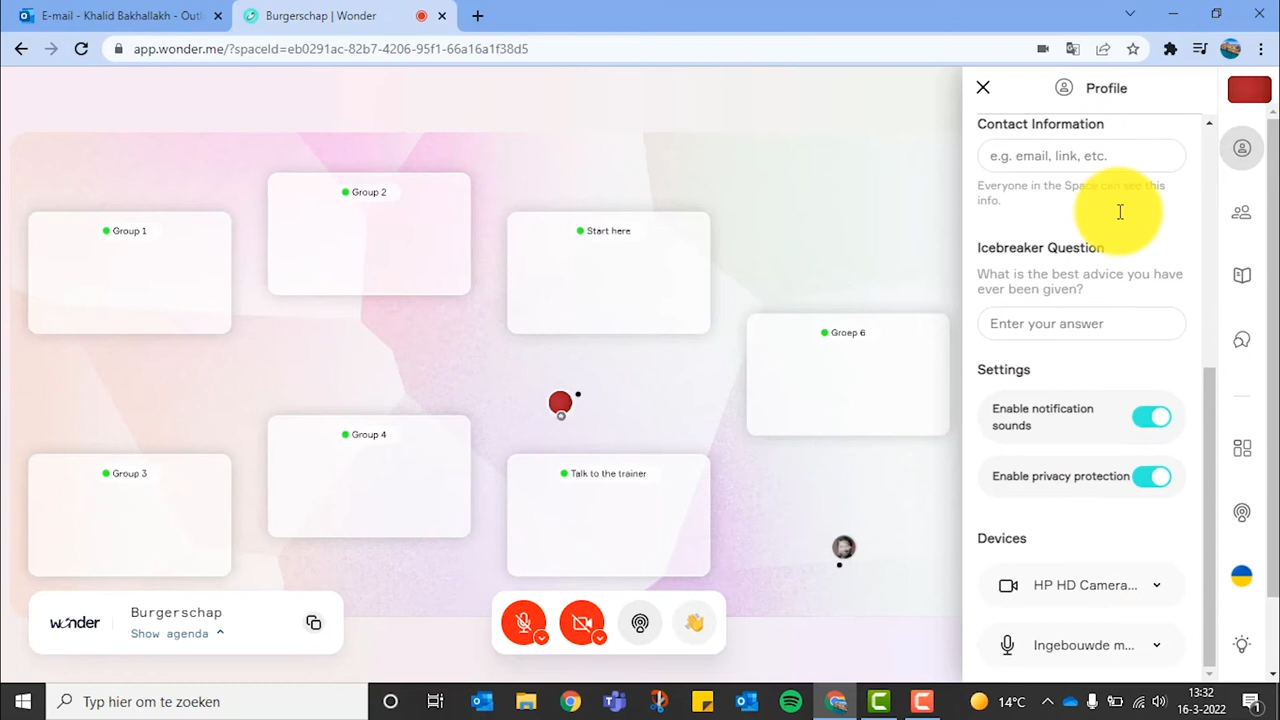 E-mail - Khalid Bakhallakh - Outl
Burgerschap | Wonder
app.wonder.me/?spaceId=eb0291ac-82b7-4206-95f1-66a16a1f38d5
Profile
Contact Information
e.g. email, link, etc.
Everyone in the Space can see this
info.
Icebreaker Question
What is the best advice you have
ever been given?
Enter your answer
Settings
Enable notification
sounds
Enable privacy protection
Devices
HP HD Camera...
Ingebouwde m...
Group 1
Group 2
Start here
Groep 6
Group 3
Group 4
Talk to the trainer
wonder
Burgerschap
Show agenda
Typ hier om te zoeken
14°C
13:32
16-3-2022
1